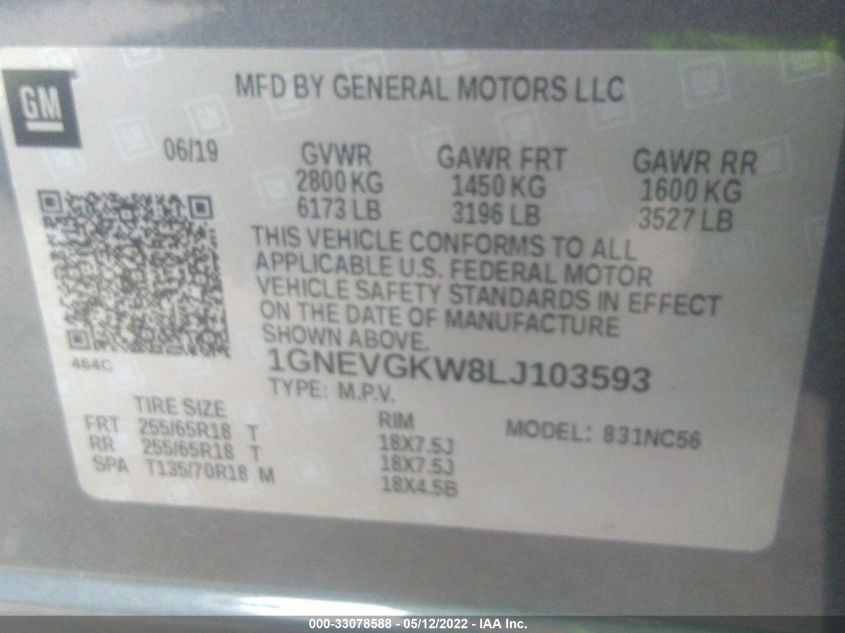 GM
MFD BY GENERAL MOTORS LLC
06/19 GVWR GAWR FRT GAWR RR
2800 KG 1450 KG 1600 KG
6173 LB 3196 LB 3527 LB
THIS VEHICLE CONFORMS TO ALL
APPLICABLE U.S. FEDERAL MOTOR
VEHICLE SAFETY STANDARDS IN EFFECT
ON THE DATE OF MANUFACTURE
SHOWN ABOVE.
464C
1GNEVGKW8LJ103593
TYPE: M.P.V.
TIRE SIZE RIM MODEL: 831NC56
FRT 255/65R18 T 18X7.5J
RR 255/65R18 T 18X7.5J
SPA T135/70R18 M 18X4.5B
000-33078588 - 05/12/2022 - IAA Inc.